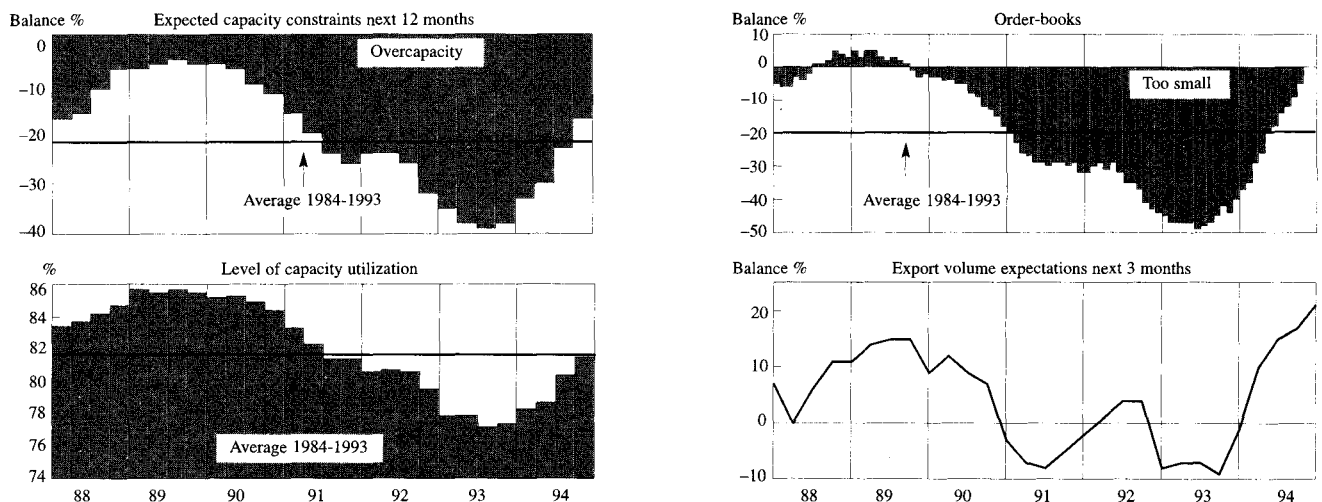 Balance % Expected capacity constraints next 12 months
0
Overcapacity
−10
−20
−30
Average 1984-1993
−40
% Level of capacity utilization
86
84
82
80
78
76
Average 1984-1993
74
88 89 90 91 92 93 94
Balance % Order-books
10
0
Too small
−10
−20
−30
Average 1984-1993
−40
−50
Balance % Export volume expectations next 3 months
20
10
0
−10
88 89 90 91 92 93 94